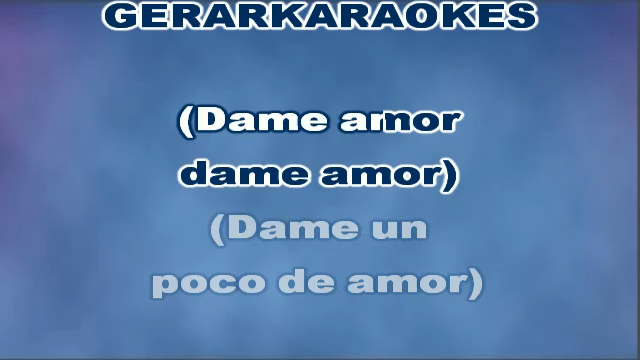 GERARKARAOKES
(Dame amor
dame amor)
(Dame un
poco de amor)